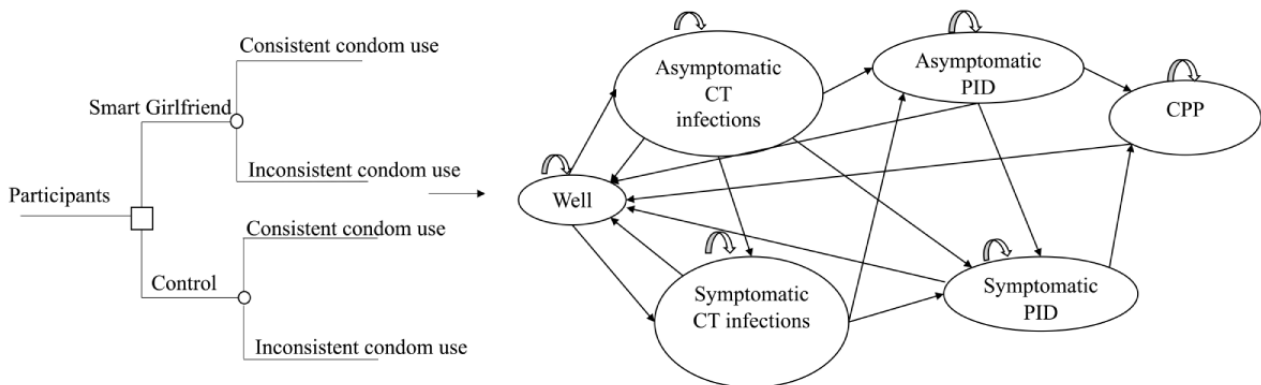 Consistent condom use
Smart Girlfriend
Inconsistent condom use
Participants
Consistent condom use
Control
Inconsistent condom use
Asymptomatic
CT
infections
Asymptomatic
PID
CPP
Well
Symptomatic
CT infections
Symptomatic
PID